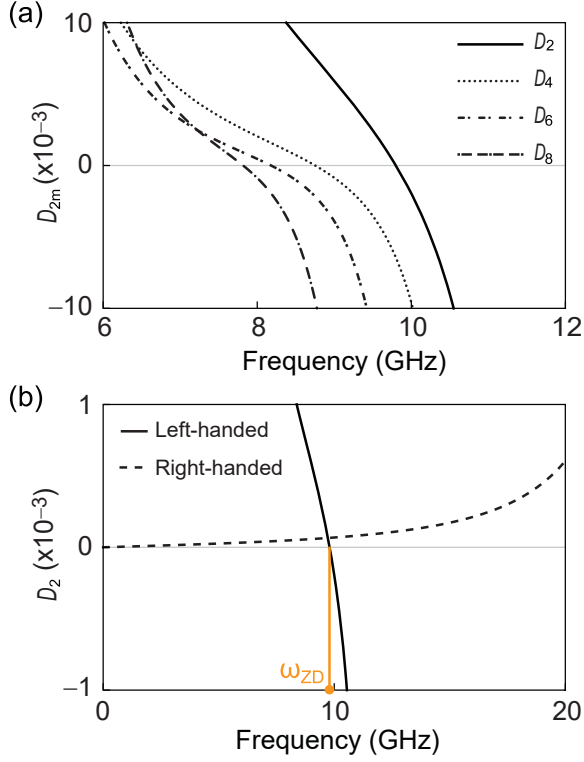 (a)
10
0
−10
D2m (x10−3)
D2
D4
D6
D8
6
8
10
12
Frequency (GHz)
(b)
1
0
−1
D2 (x10−3)
Left-handed
Right-handed
ωZD
0
10
20
Frequency (GHz)